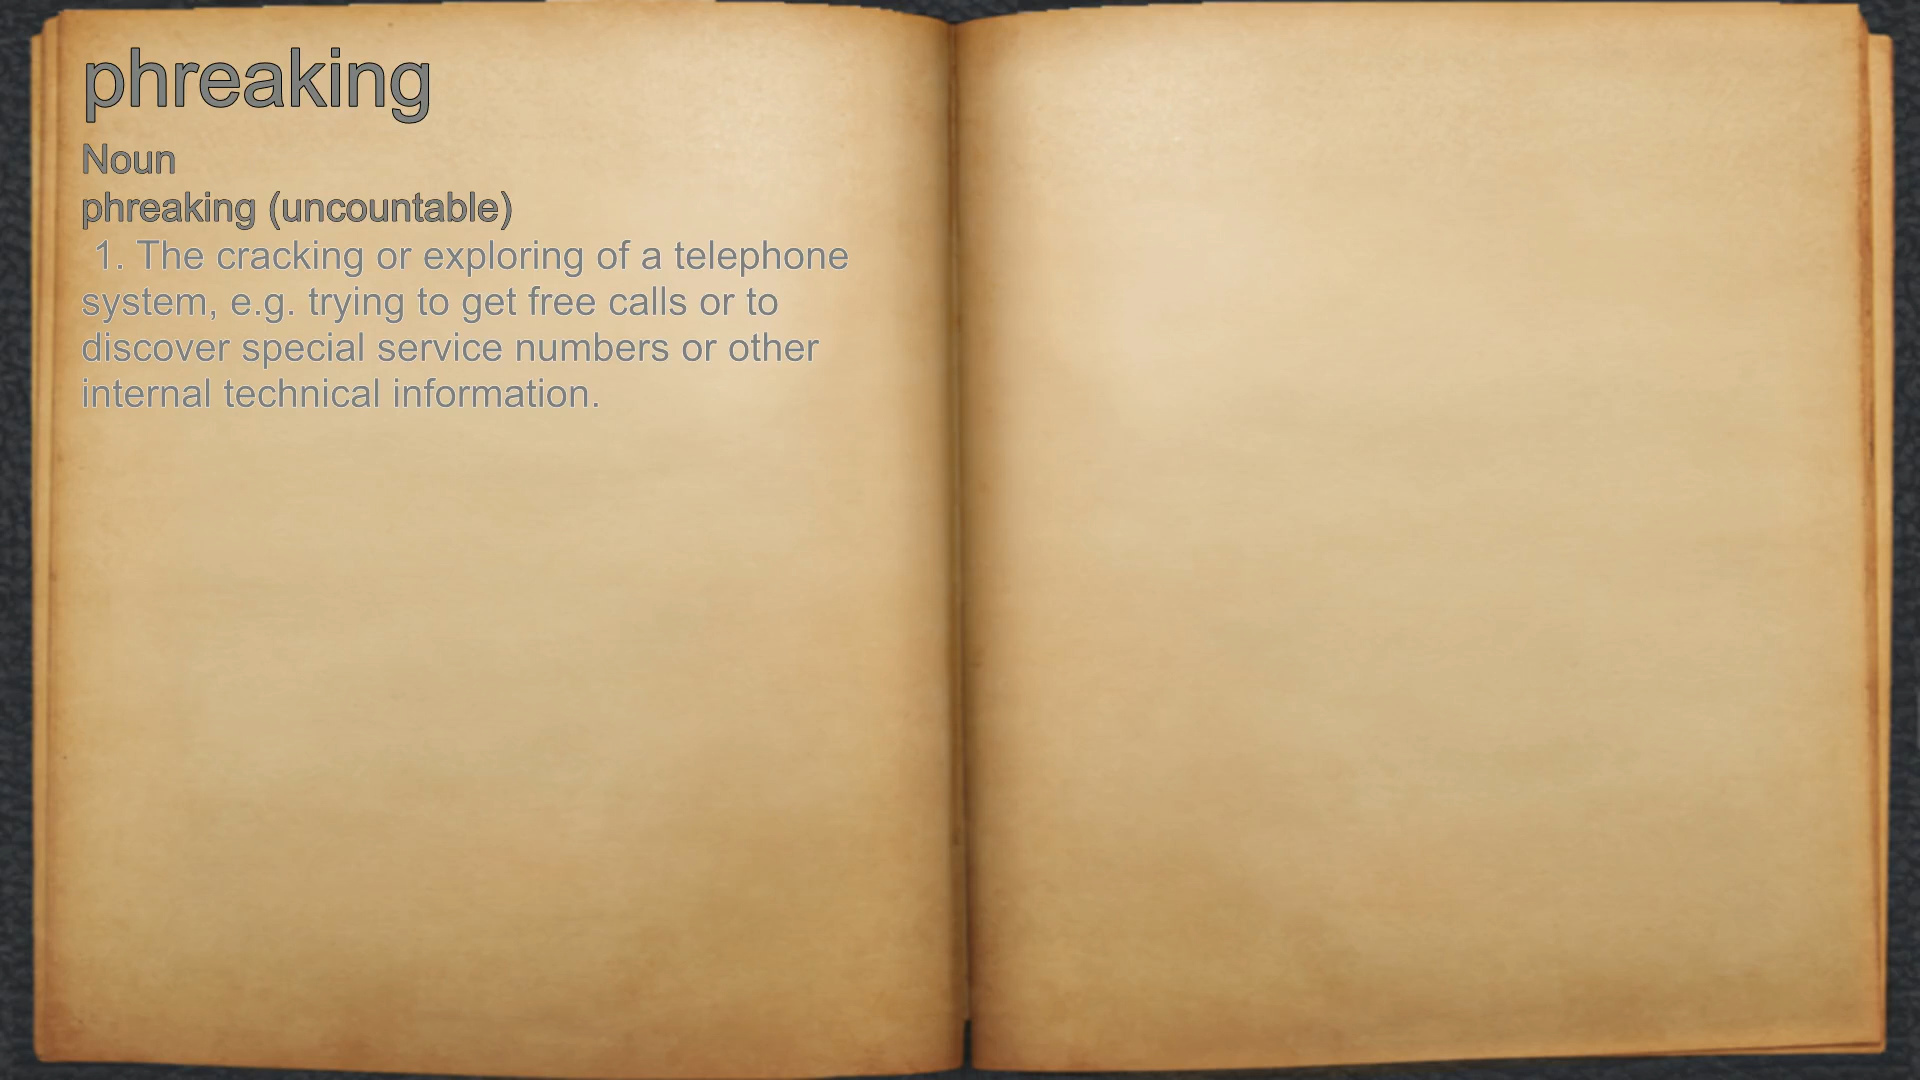 phreaking
Noun
phreaking (uncountable)
1. The cracking or exploring of a telephone
system, e.g. trying to get free calls or to
discover special service numbers or other
internal technical information.